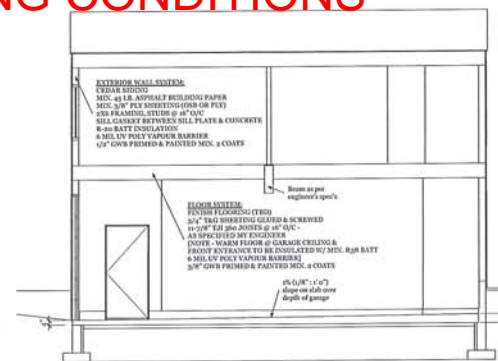 NG CONDITIONS
EXTERIOR WALL SYSTEM:
CEDAR SIDING
MIN. 45 LB. ASPHALT BUILDING PAPER
MIN. 3/8" PLY SHEETING (OSB OR PLY)
2X6 FRAMING, STUDS @ 16" O/C
SILL GASKET BETWEEN SILL PLATE & CONCRETE
R-20 BATT INSULATION
6 MIL UV POLY VAPOUR BARRIER
1/2" GWB PRIMED & PAINTED MIN. 2 COATS
Beam as per
engineer's spec's
FLOOR SYSTEM:
FINISH FLOORING (TBD)
3/4" T&G SHEETING GLUED & SCREWED
11-7/8" TJI 360 JOISTS @ 16" O/C -
AS SPECIFIED BY ENGINEER
[NOTE - WARM FLOOR @ GARAGE CEILING &
FRONT ENTRANCE TO BE INSULATED W/ MIN. R38 BATT
6 MIL UV POLY VAPOUR BARRIER]
5/8" GWB PRIMED & PAINTED MIN. 2 COATS
1% (1/8" : 1'0")
slope on slab over
depth of garage